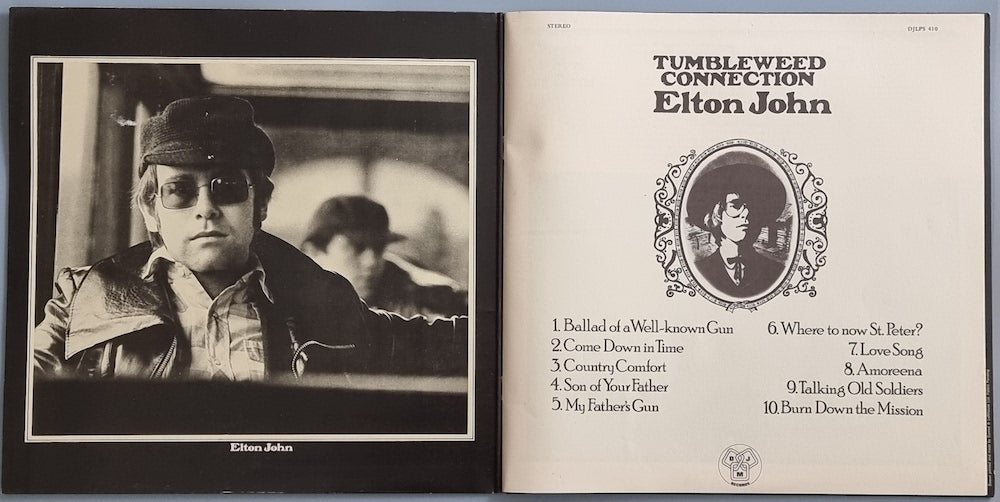 Elton John
STEREO
DJLPS 410
TUMBLEWEED
CONNECTION
Elton John
1. Ballad of a Well-known Gun
2. Come Down in Time
3. Country Comfort
4. Son of Your Father
5. My Father's Gun
6. Where to now St. Peter?
7. Love Song
8. Amoreena
9. Talking Old Soldiers
10. Burn Down the Mission
D J
M
RECORDS